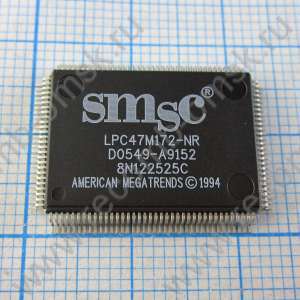 smsc®
LPC47M172-NR
D0549-A9152
8N122525C
AMERICAN MEGATRENDS © 1994